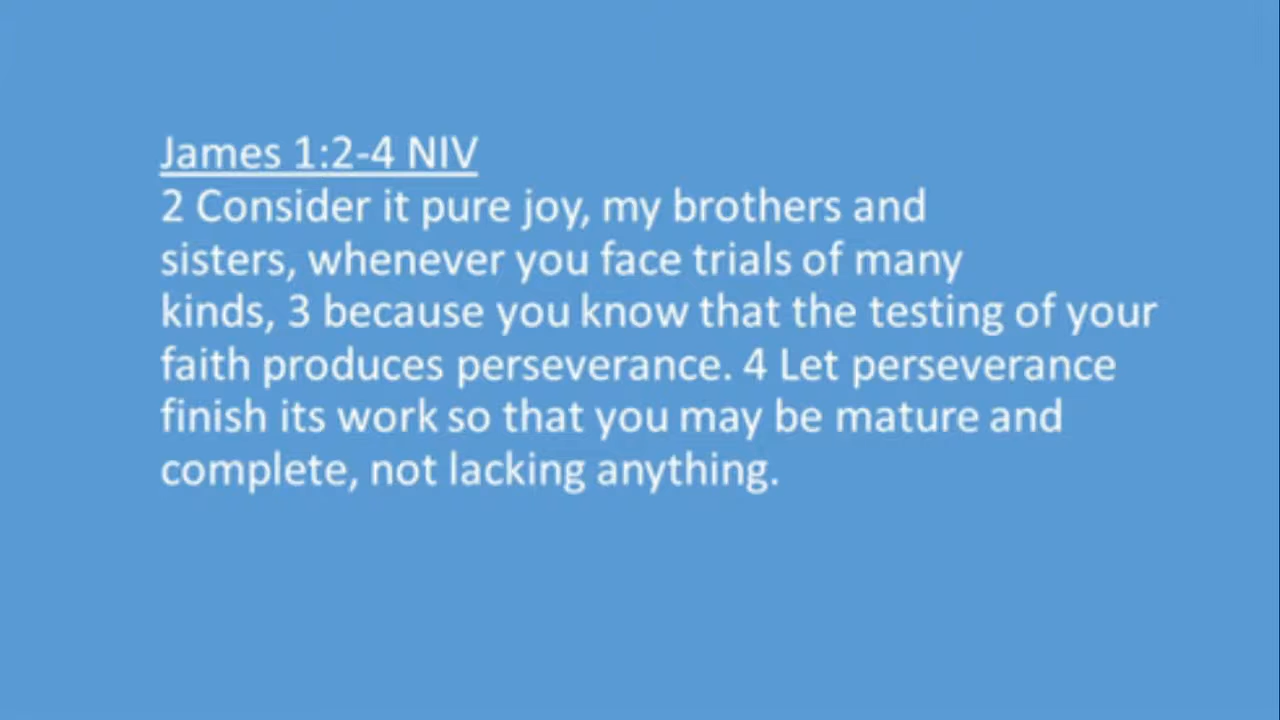 James 1:2-4 NIV
2 Consider it pure joy, my brothers and
sisters, whenever you face trials of many
kinds, 3 because you know that the testing of your
faith produces perseverance. 4 Let perseverance
finish its work so that you may be mature and
complete, not lacking anything.